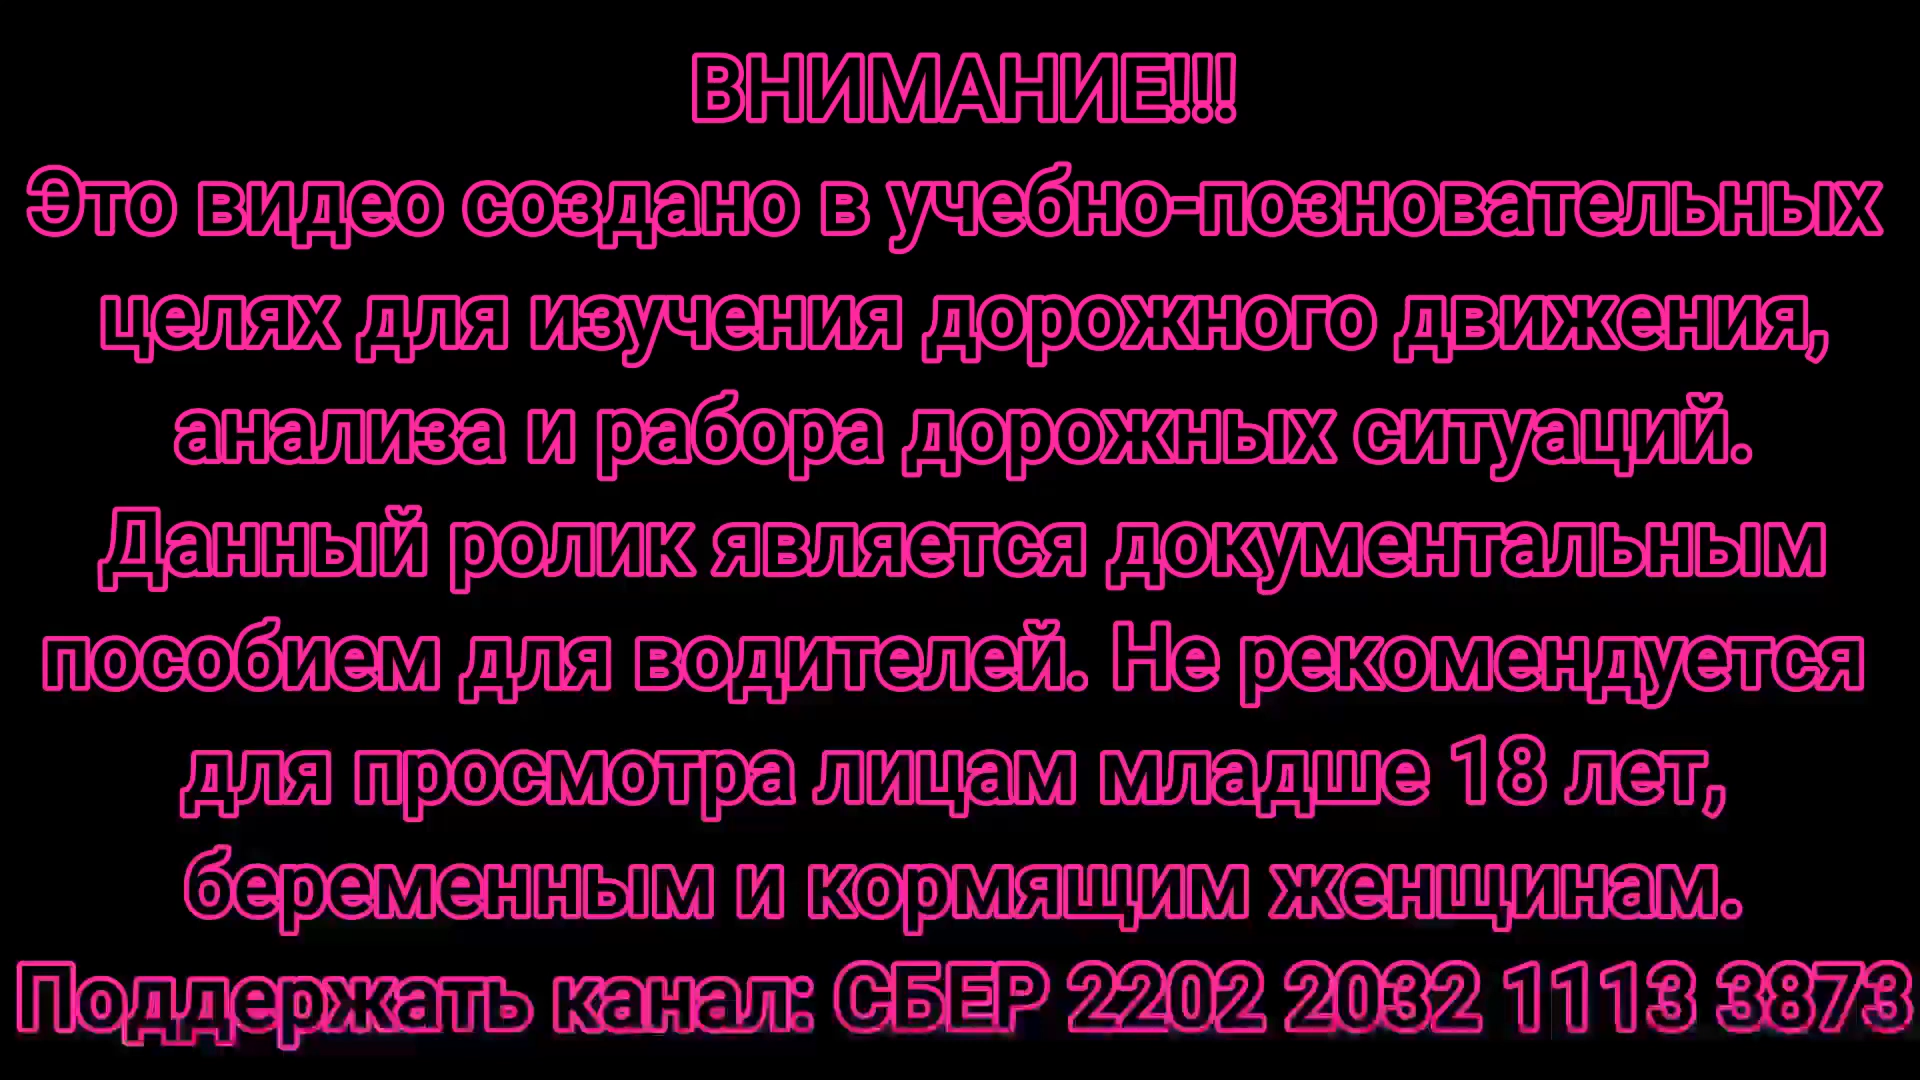 ВНИМАНИЕ!!!
Это видео создано в учебно-позновательных
целях для изучения дорожного движения,
анализа и рабора дорожных ситуаций.
Данный ролик является документальным
пособием для водителей. Не рекомендуется
для просмотра лицам младше 18 лет,
беременным и кормящим женщинам.
Поддержать канал: СБЕР 2202 2032 1113 3873